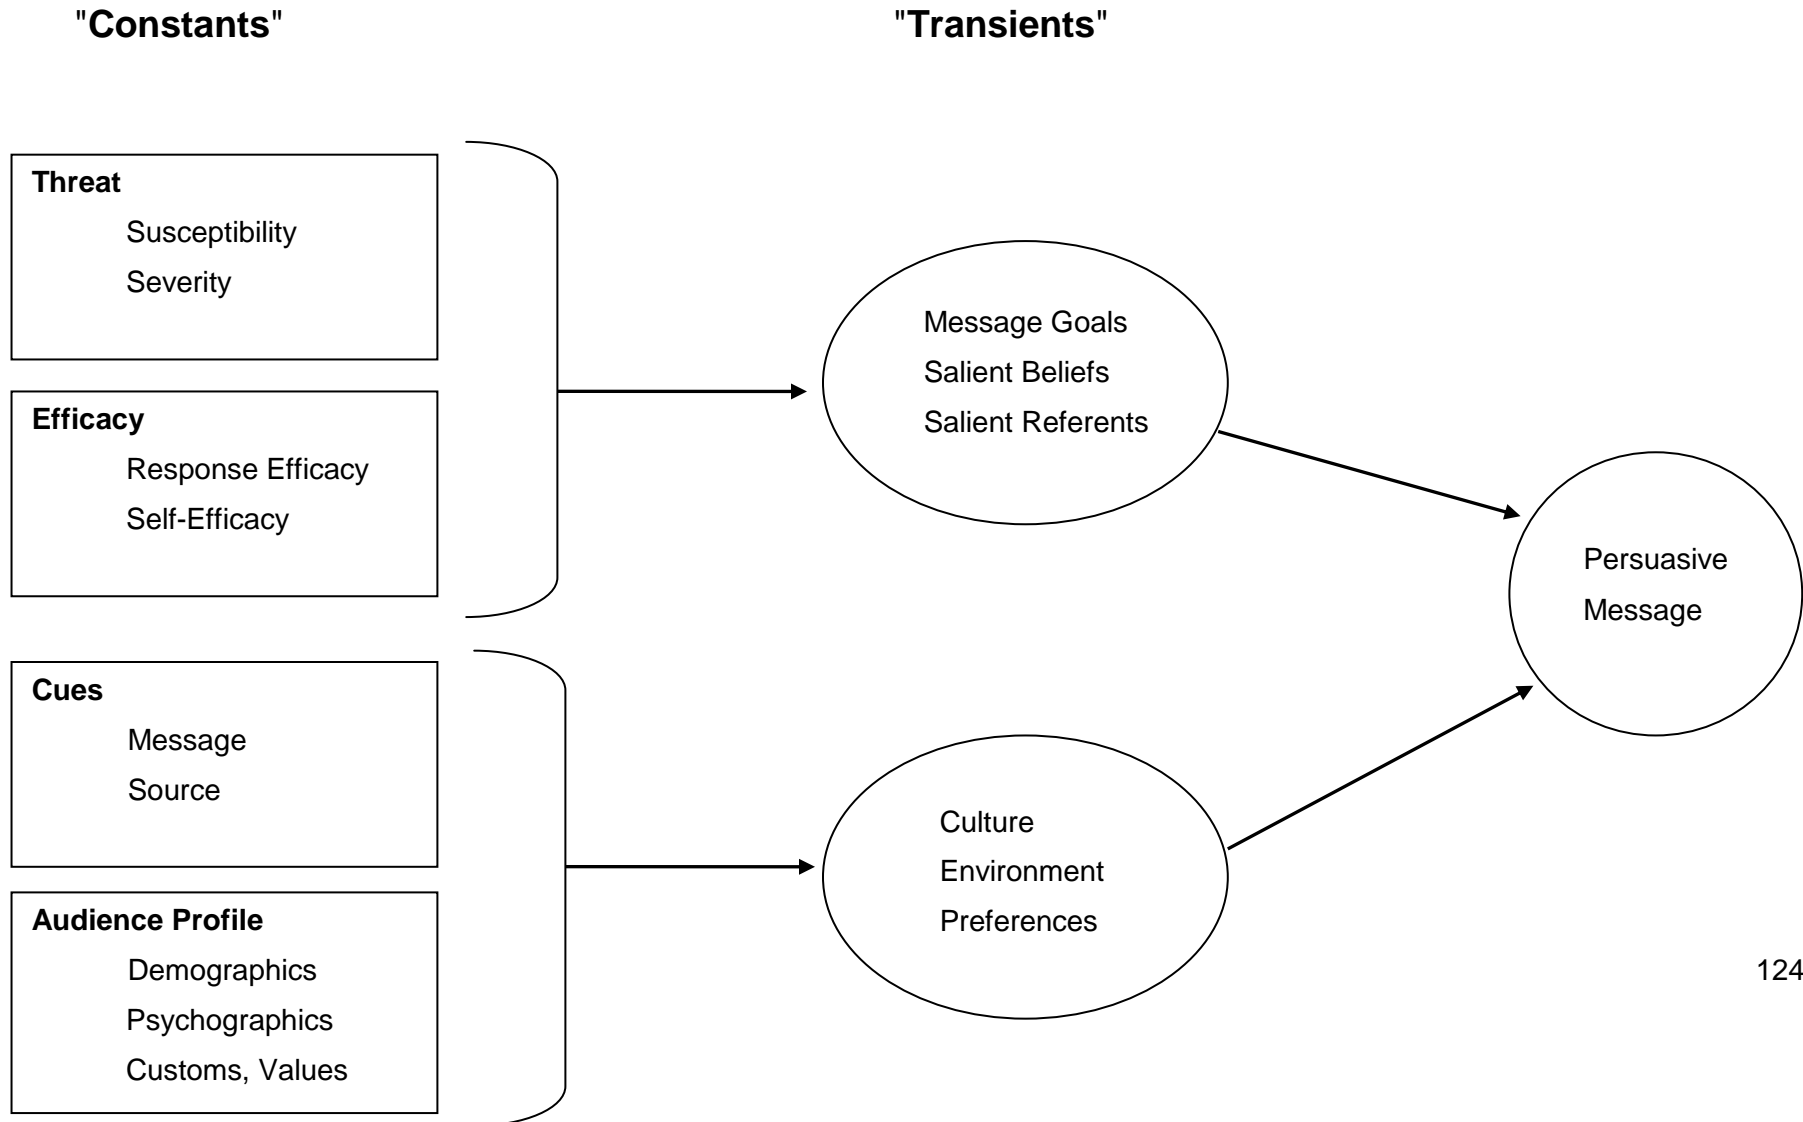 "Constants"
"Transients"
Threat
Susceptibility
Severity
Efficacy
Response Efficacy
Self-Efficacy
Cues
Message
Source
Audience Profile
Demographics
Psychographics
Customs, Values
Message Goals
Salient Beliefs
Salient Referents
Culture
Environment
Preferences
Persuasive
Message
124